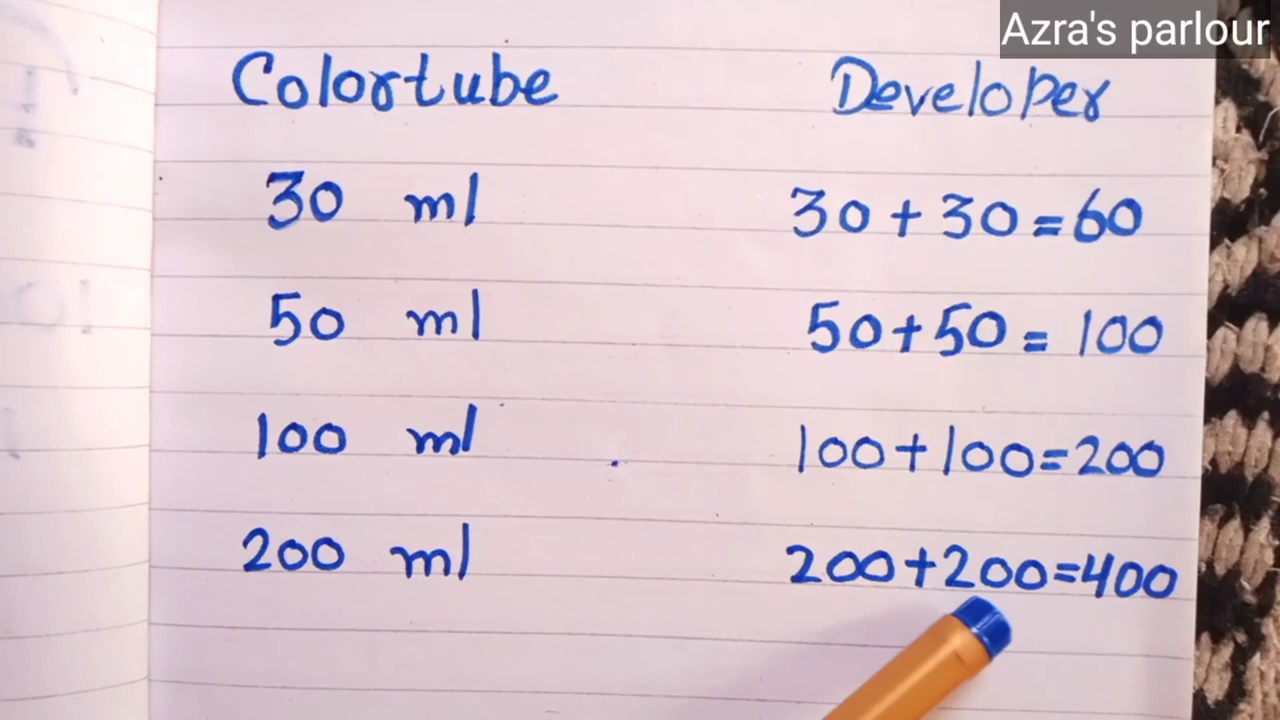 Azra's parlour
Colortube Developer
30 ml 30+30=60
50 ml 50+50=100
100 ml 100+100=200
200 ml 200+200=400